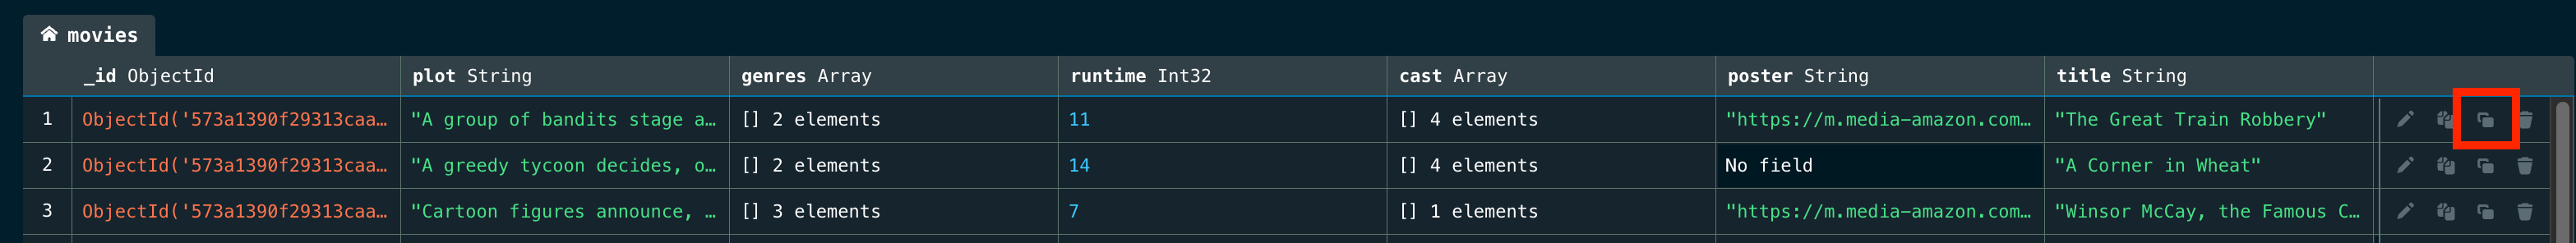 movies
_id ObjectId plot String genres Array runtime Int32 cast Array poster String title String
1 ObjectId('573a1390f29313caa… "A group of bandits stage a… [] 2 elements 11 [] 4 elements "https://m.media-amazon.com… "The Great Train Robbery"
2 ObjectId('573a1390f29313caa… "A greedy tycoon decides, o… [] 2 elements 14 [] 4 elements No field "A Corner in Wheat"
3 ObjectId('573a1390f29313caa… "Cartoon figures announce, … [] 3 elements 7 [] 1 elements "https://m.media-amazon.com… "Winsor McCay, the Famous C…